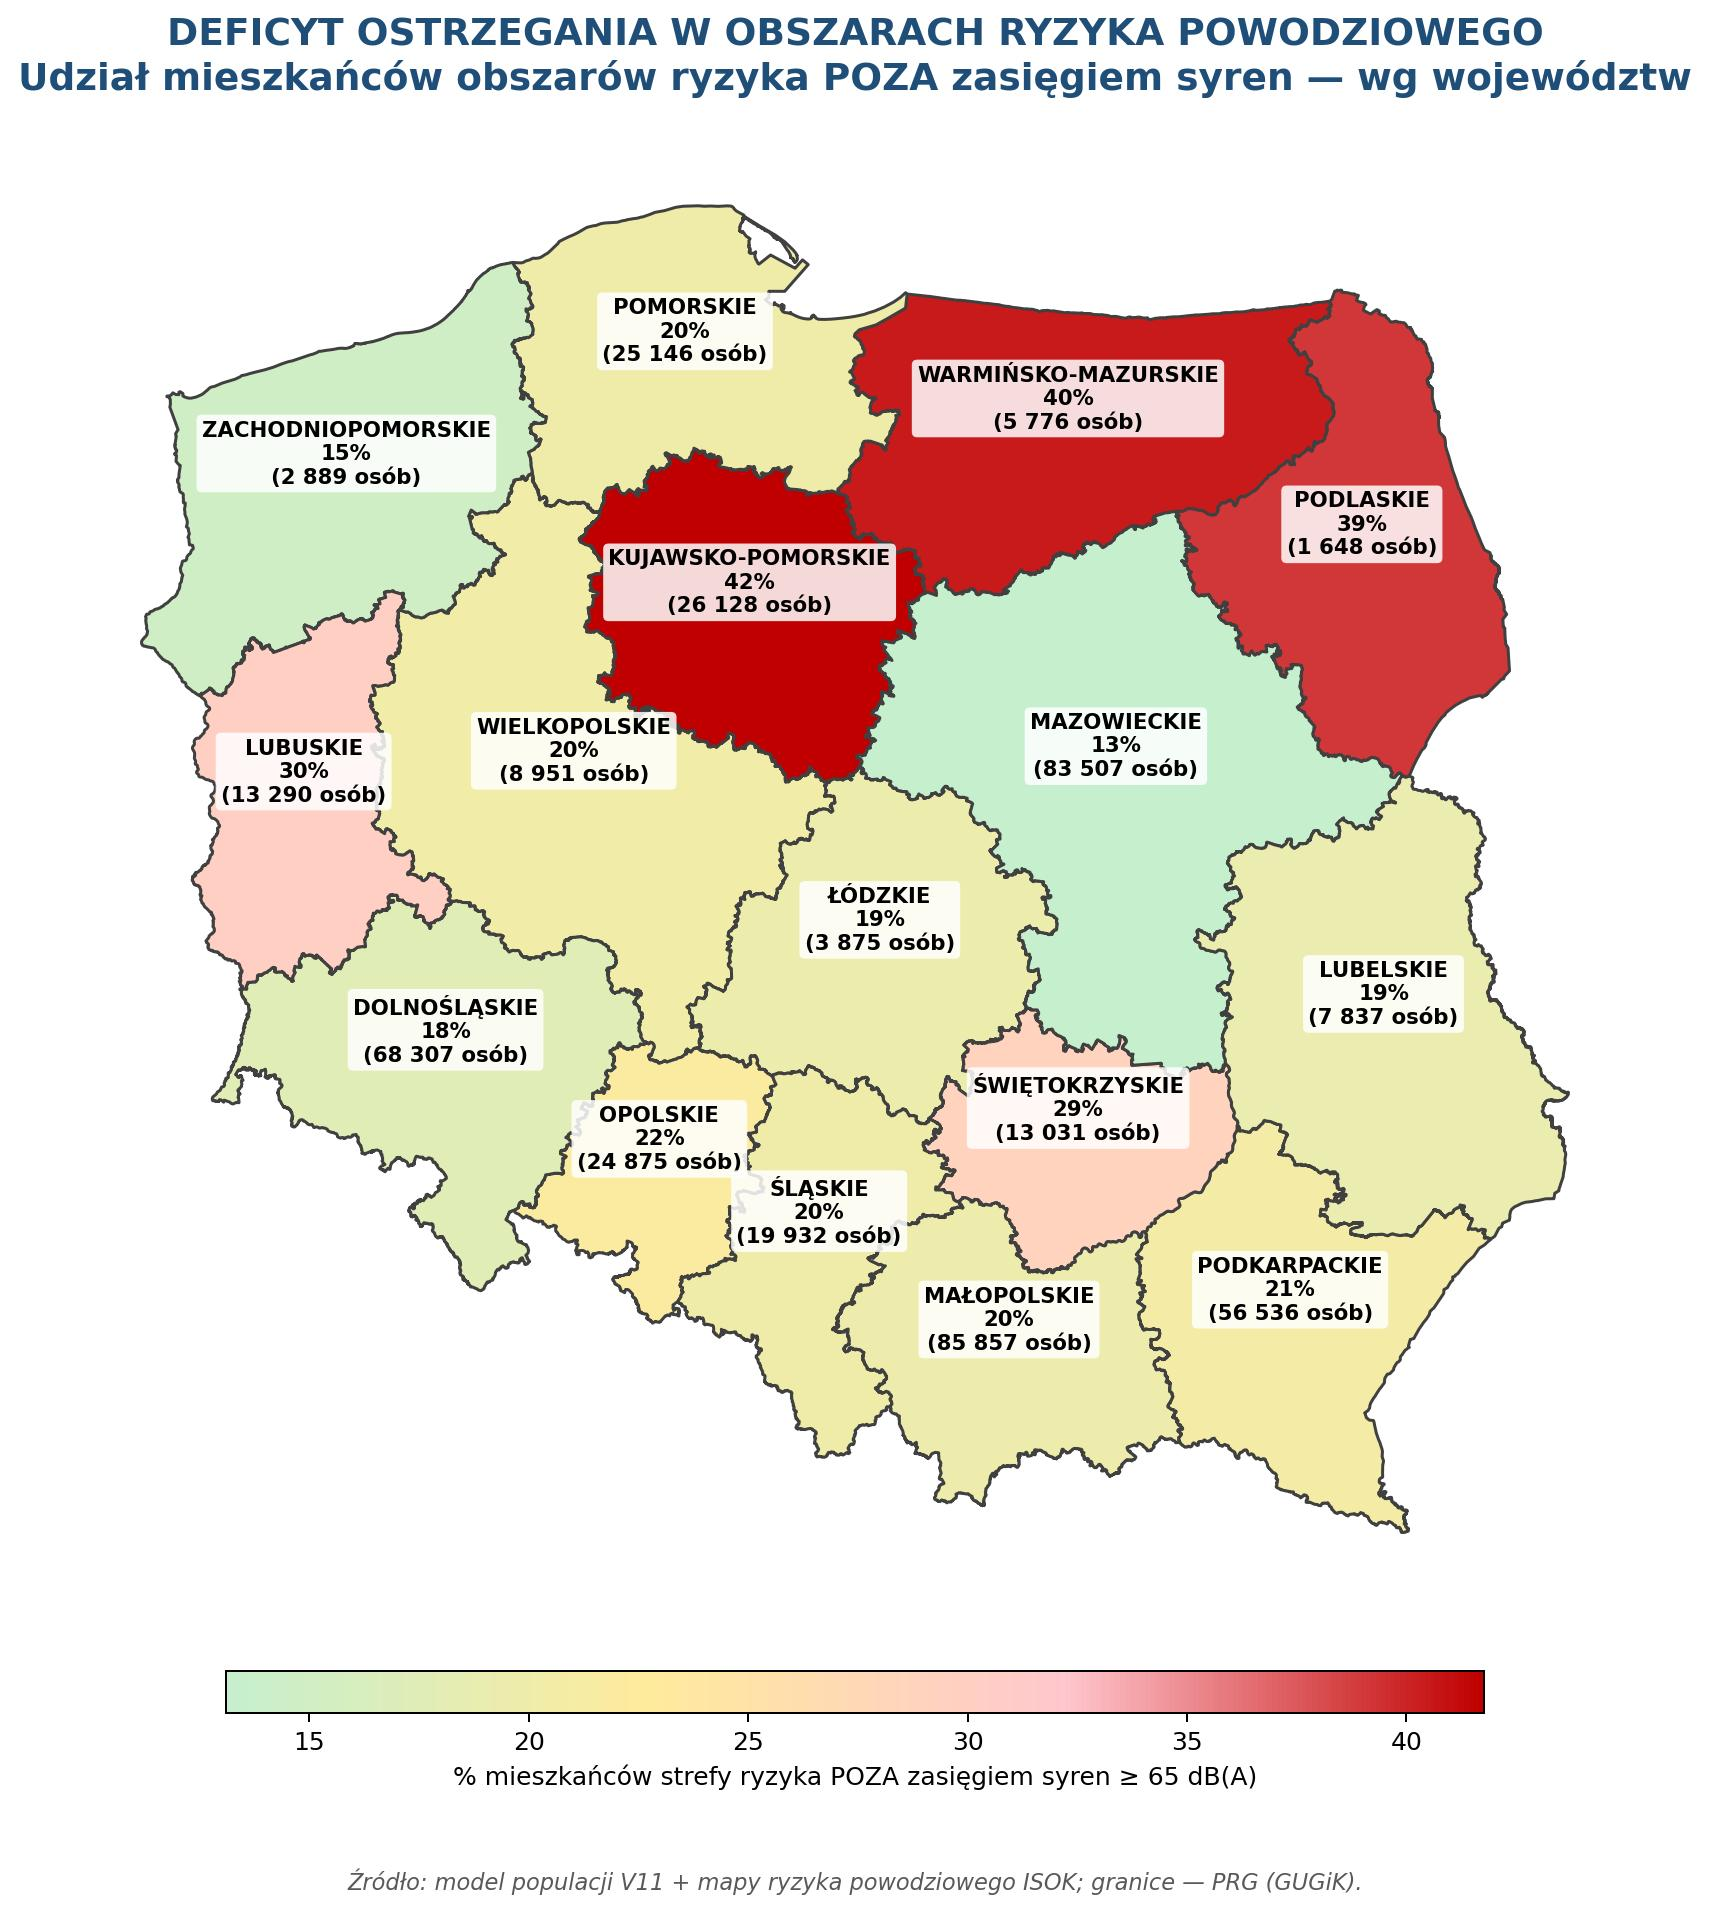 DEFICYT OSTRZEGANIA W OBSZARACH RYZYKA POWODZIOWEGO
Udział mieszkańców obszarów ryzyka POZA zasięgiem syren — wg województw
POMORSKIE
20%
(25 146 osób)
WARMIŃSKO-MAZURSKIE
40%
(5 776 osób)
ZACHODNIOPOMORSKIE
15%
(2 889 osób)
PODLASKIE
39%
(1 648 osób)
KUJAWSKO-POMORSKIE
42%
(26 128 osób)
WIELKOPOLSKIE
20%
(8 951 osób)
MAZOWIECKIE
13%
(83 507 osób)
LUBUSKIE
30%
(13 290 osób)
ŁÓDZKIE
19%
(3 875 osób)
LUBELSKIE
19%
(7 837 osób)
DOLNOŚLĄSKIE
18%
(68 307 osób)
ŚWIĘTOKRZYSKIE
29%
(13 031 osób)
OPOLSKIE
22%
(24 875 osób)
ŚLĄSKIE
20%
(19 932 osób)
PODKARPACKIE
21%
(56 536 osób)
MAŁOPOLSKIE
20%
(85 857 osób)
15 20 25 30 35 40
% mieszkańców strefy ryzyka POZA zasięgiem syren ≥ 65 dB(A)
Źródło: model populacji V11 + mapy ryzyka powodziowego ISOK; granice — PRG (GUGiK).